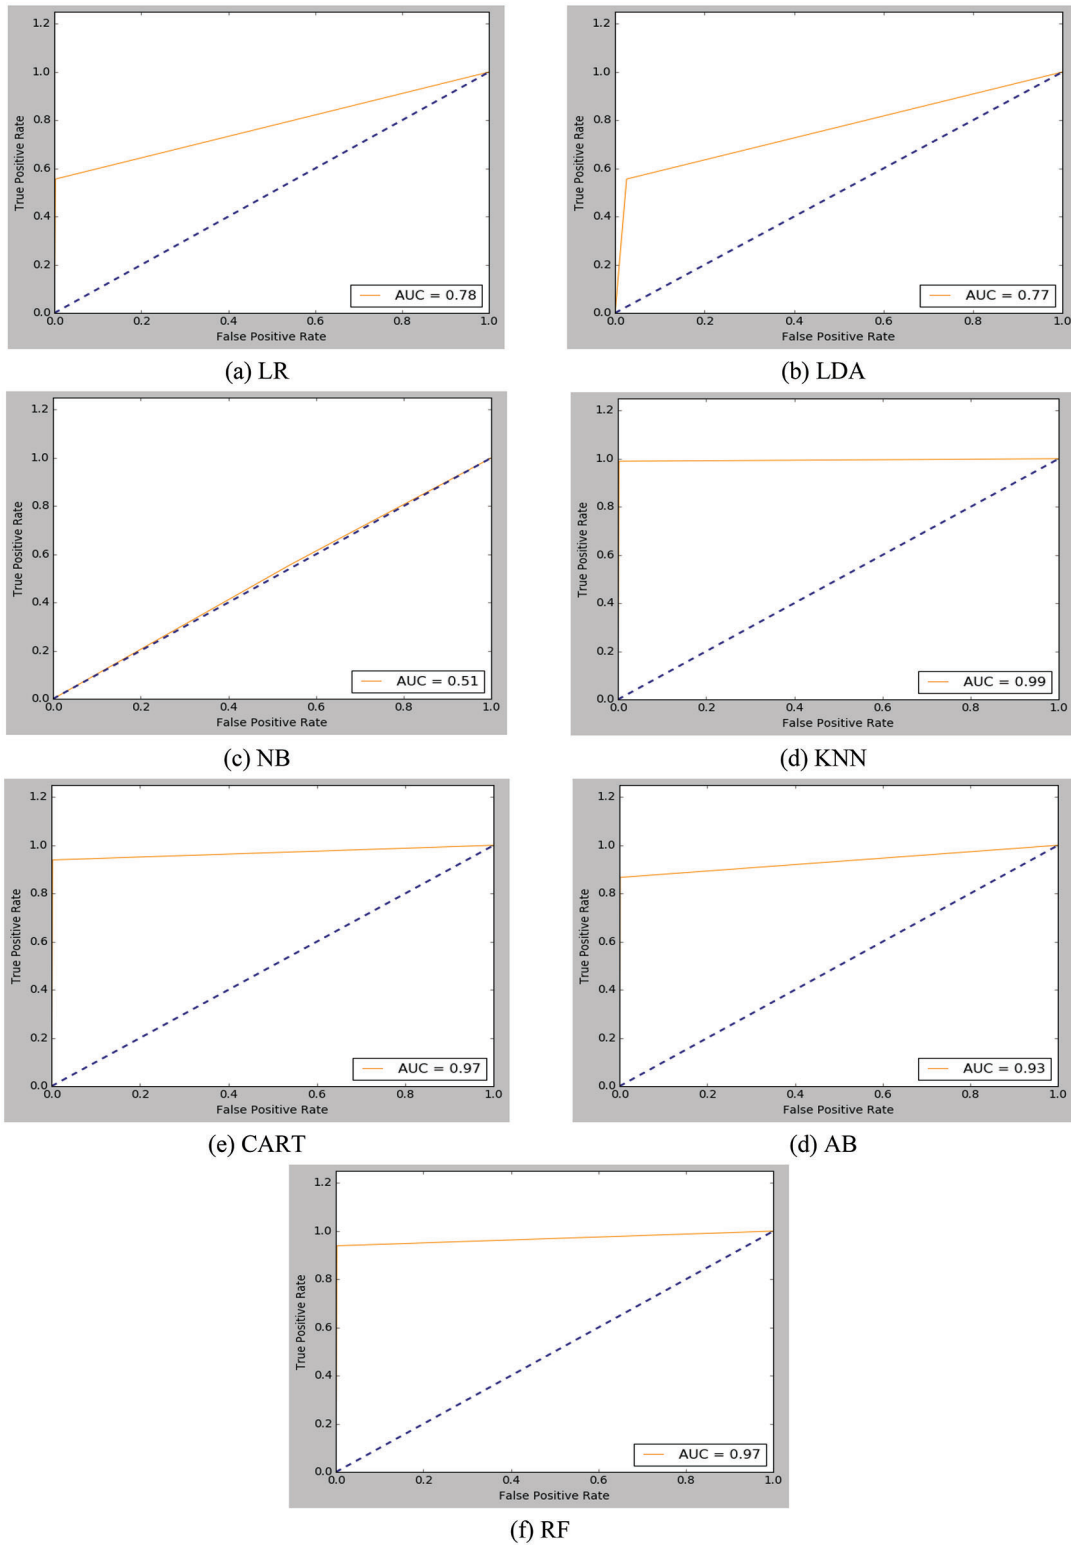 1.2
1.0
0.8
0.6
0.4
0.2
0.0
True Positive Rate
AUC = 0.78
0.0 0.2 0.4 0.6 0.8 1.0
False Positive Rate
(a) LR
1.2
1.0
0.8
0.6
0.4
0.2
0.0
True Positive Rate
AUC = 0.77
0.0 0.2 0.4 0.6 0.8 1.0
False Positive Rate
(b) LDA
1.2
1.0
0.8
0.6
0.4
0.2
0.0
True Positive Rate
AUC = 0.51
0.0 0.2 0.4 0.6 0.8 1.0
False Positive Rate
(c) NB
1.2
1.0
0.8
0.6
0.4
0.2
0.0
True Positive Rate
AUC = 0.99
0.0 0.2 0.4 0.6 0.8 1.0
False Positive Rate
(d) KNN
1.2
1.0
0.8
0.6
0.4
0.2
0.0
True Positive Rate
AUC = 0.97
0.0 0.2 0.4 0.6 0.8 1.0
False Positive Rate
(e) CART
1.2
1.0
0.8
0.6
0.4
0.2
0.0
True Positive Rate
AUC = 0.93
0.0 0.2 0.4 0.6 0.8 1.0
False Positive Rate
(d) AB
1.2
1.0
0.8
0.6
0.4
0.2
0.0
True Positive Rate
AUC = 0.97
0.0 0.2 0.4 0.6 0.8 1.0
False Positive Rate
(f) RF